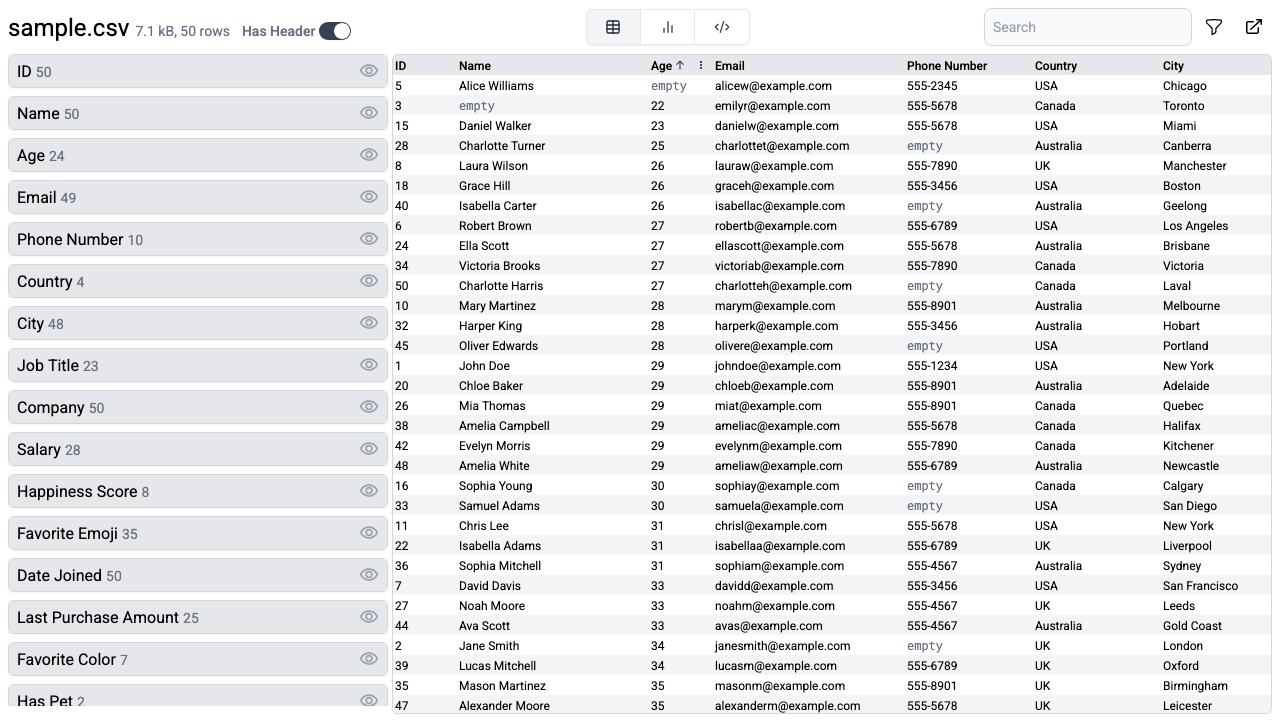 sample.csv 7.1 kB, 50 rows Has Header
Search
ID 50
Name 50
Age 24
Email 49
Phone Number 10
Country 4
City 48
Job Title 23
Company 50
Salary 28
Happiness Score 8
Favorite Emoji 35
Date Joined 50
Last Purchase Amount 25
Favorite Color 7
Has Pet 2
ID Name Age Email Phone Number Country City
5 Alice Williams empty alicew@example.com 555-2345 USA Chicago
3 empty 22 emilyr@example.com 555-5678 Canada Toronto
15 Daniel Walker 23 danielw@example.com 555-5678 USA Miami
28 Charlotte Turner 25 charlottet@example.com empty Australia Canberra
8 Laura Wilson 26 lauraw@example.com 555-7890 UK Manchester
18 Grace Hill 26 graceh@example.com 555-3456 USA Boston
40 Isabella Carter 26 isabellac@example.com empty Australia Geelong
6 Robert Brown 27 robertb@example.com 555-6789 USA Los Angeles
24 Ella Scott 27 ellascott@example.com 555-5678 Australia Brisbane
34 Victoria Brooks 27 victoriab@example.com 555-7890 Canada Victoria
50 Charlotte Harris 27 charlotteh@example.com empty Canada Laval
10 Mary Martinez 28 marym@example.com 555-8901 Australia Melbourne
32 Harper King 28 harperk@example.com 555-3456 Australia Hobart
45 Oliver Edwards 28 olivere@example.com empty USA Portland
1 John Doe 29 johndoe@example.com 555-1234 USA New York
20 Chloe Baker 29 chloeb@example.com 555-8901 Australia Adelaide
26 Mia Thomas 29 miat@example.com 555-8901 Canada Quebec
38 Amelia Campbell 29 ameliac@example.com 555-5678 Canada Halifax
42 Evelyn Morris 29 evelynm@example.com 555-7890 Canada Kitchener
48 Amelia White 29 ameliaw@example.com 555-6789 Australia Newcastle
16 Sophia Young 30 sophiay@example.com empty Canada Calgary
33 Samuel Adams 30 samuela@example.com empty USA San Diego
11 Chris Lee 31 chrisl@example.com 555-5678 USA New York
22 Isabella Adams 31 isabellaa@example.com 555-6789 UK Liverpool
36 Sophia Mitchell 31 sophiam@example.com 555-4567 Australia Sydney
7 David Davis 33 davidd@example.com 555-3456 USA San Francisco
27 Noah Moore 33 noahm@example.com 555-4567 UK Leeds
44 Ava Scott 33 avas@example.com 555-4567 Australia Gold Coast
2 Jane Smith 34 janesmith@example.com empty UK London
39 Lucas Mitchell 34 lucasm@example.com 555-6789 UK Oxford
35 Mason Martinez 35 masonm@example.com 555-8901 UK Birmingham
47 Alexander Moore 35 alexanderm@example.com 555-5678 UK Leicester